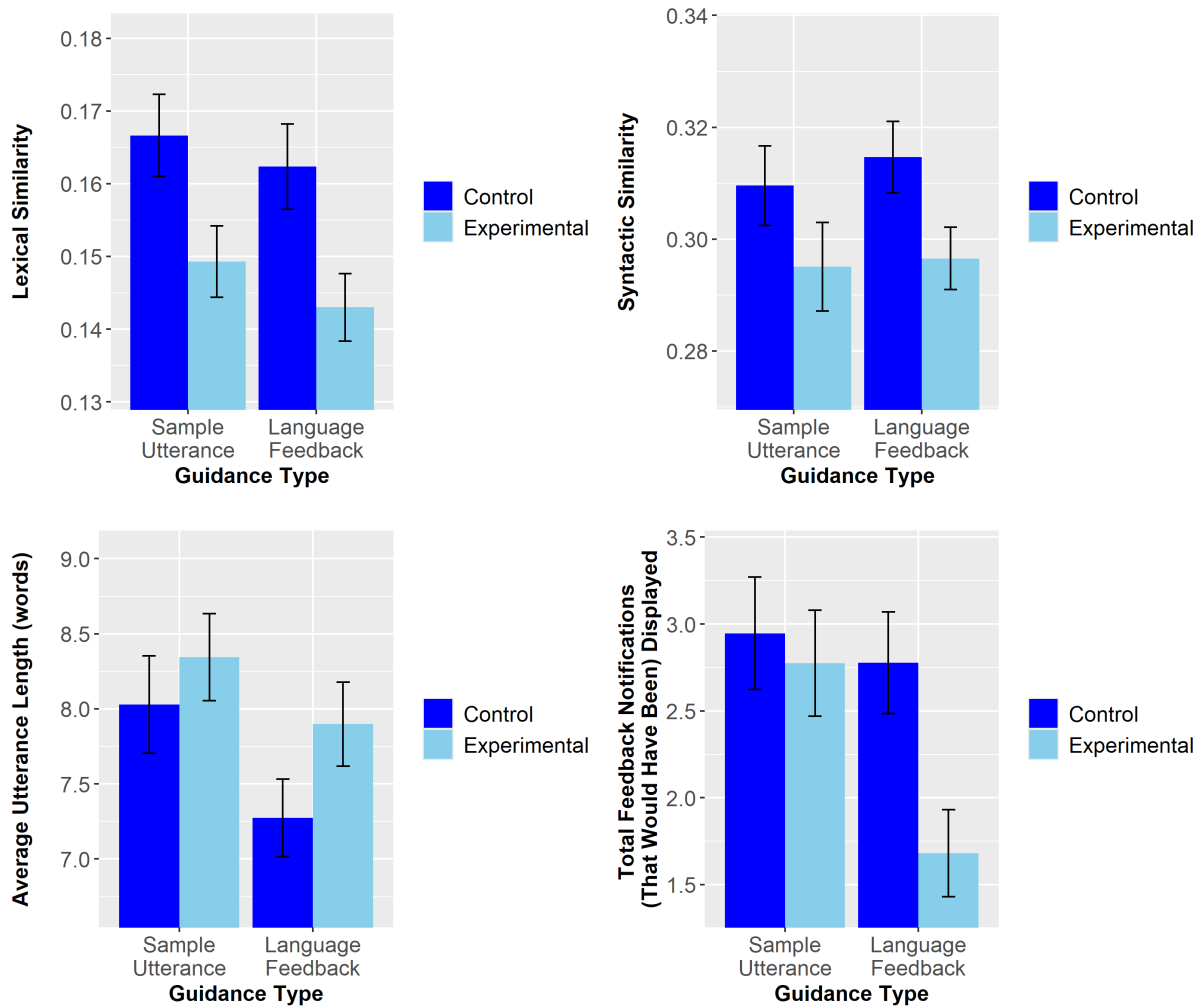 Lexical Similarity
0.18
0.17
0.16
0.15
0.14
0.13
Sample
Utterance
Language
Feedback
Guidance Type
Control
Experimental
Syntactic Similarity
0.34
0.32
0.30
0.28
Sample
Utterance
Language
Feedback
Guidance Type
Control
Experimental
Average Utterance Length (words)
9.0
8.5
8.0
7.5
7.0
Sample
Utterance
Language
Feedback
Guidance Type
Control
Experimental
Total Feedback Notifications
(That Would Have Been) Displayed
3.5
3.0
2.5
2.0
1.5
Sample
Utterance
Language
Feedback
Guidance Type
Control
Experimental